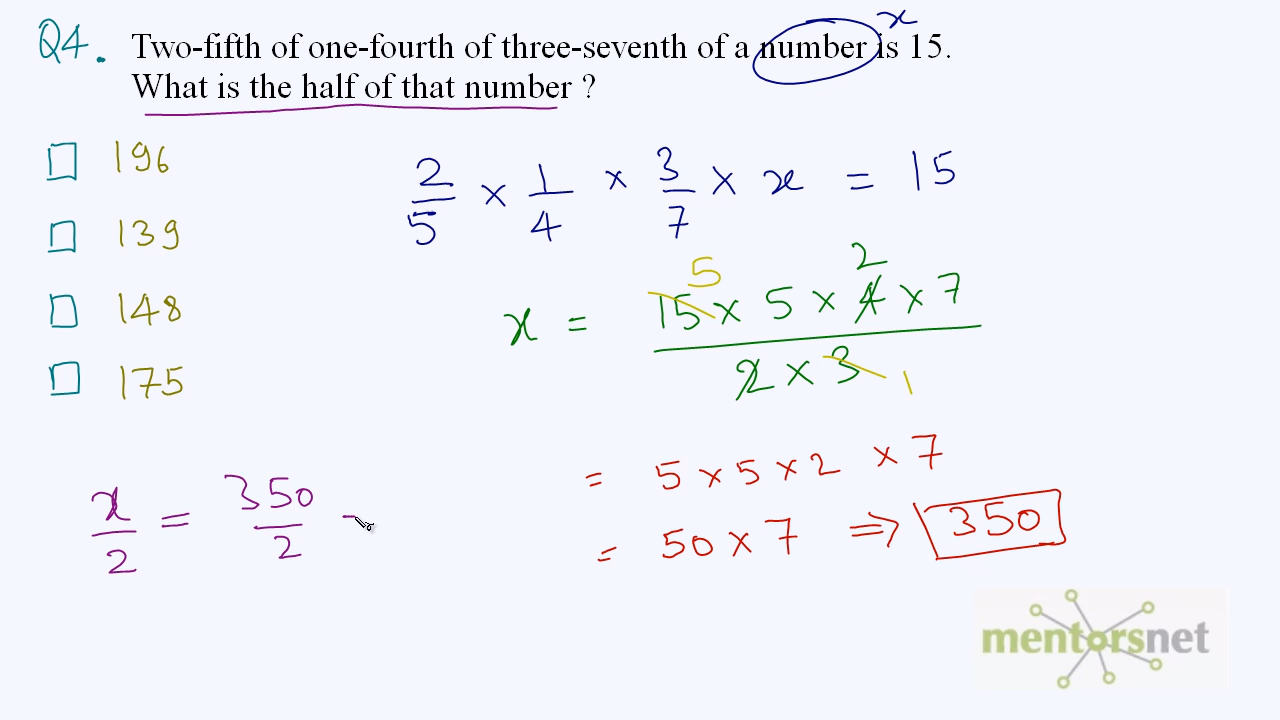 Q4. Two-fifth of one-fourth of three-seventh of a number is 15.
x
What is the half of that number ?
196
139
148
175
2/5 × 1/4 × 3/7 × x = 15
5 2
x = 15 × 5 × 4 × 7 / 2 × 3
1
= 5 × 5 × 2 × 7
= 50 × 7 ⇒ 350
x/2 = 350/2 -
mentorsnet